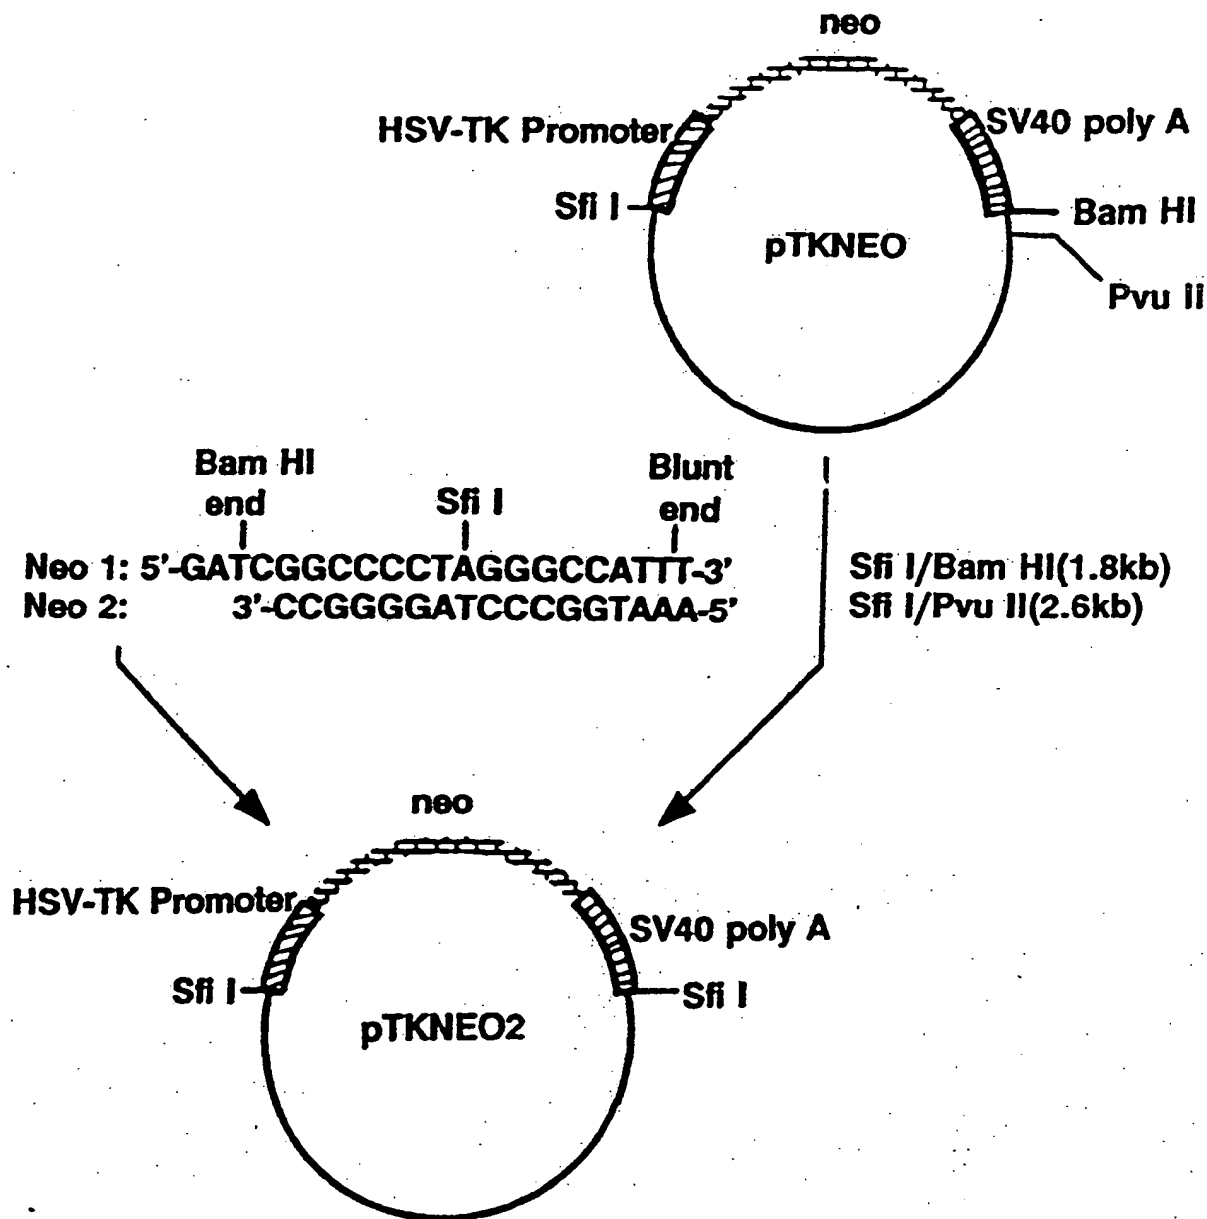 neo
HSV-TK Promoter
SV40 poly A
Sfi I
Bam HI
pTKNEO
Pvu II
Bam HI
end
Sfi I
Blunt
end
Neo 1: 5'-GATCGGCCCCTAGGGCCATTT-3'
Neo 2: 3'-CCGGGGATCCCGGTAAA-5'
Sfi I/Bam HI(1.8kb)
Sfi I/Pvu II(2.6kb)
neo
HSV-TK Promoter
SV40 poly A
Sfi I
Sfi I
pTKNEO2